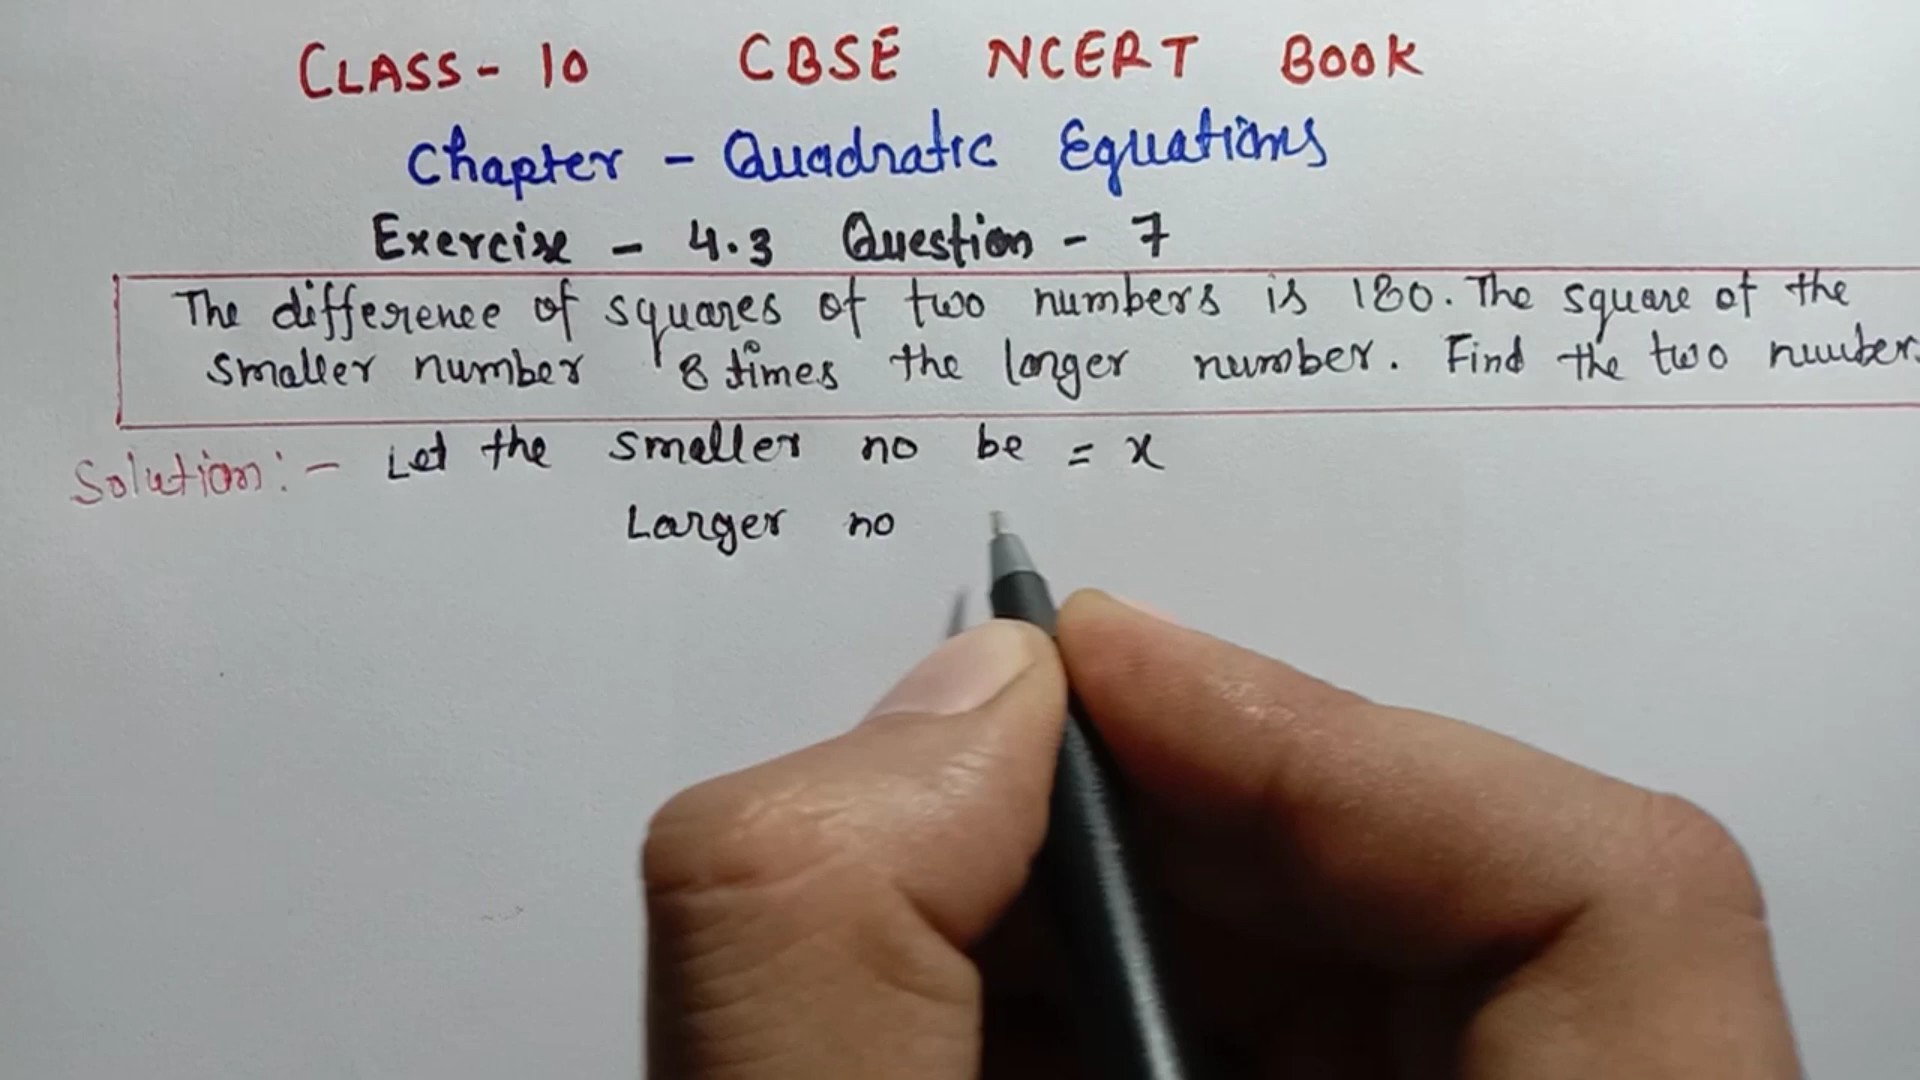 CLASS - 10 CBSE NCERT BOOK
Chapter - Quadratic Equations
Exercise - 4.3 Question - 7
The difference of squares of two numbers is 180. The square of the
smaller number is 8 times the larger number. Find the two number
Solution:- Let the smaller no be = x
Larger no